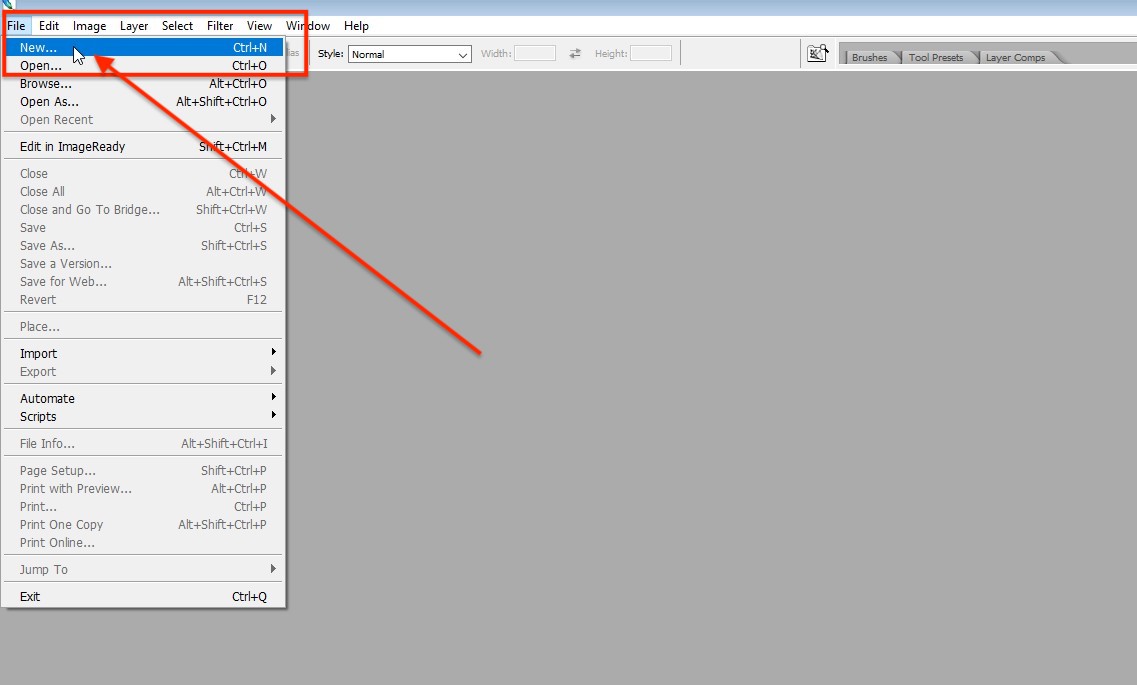 File Edit Image Layer Select Filter View Window Help
Style: Normal Width: Height: Brushes Tool Presets Layer Comps
New... Ctrl+N
Open... Ctrl+O
Browse... Alt+Ctrl+O
Open As... Alt+Shift+Ctrl+O
Open Recent
Edit in ImageReady Shift+Ctrl+M
Close Ctrl+W
Close All Alt+Ctrl+W
Close and Go To Bridge... Shift+Ctrl+W
Save Ctrl+S
Save As... Shift+Ctrl+S
Save a Version...
Save for Web... Alt+Shift+Ctrl+S
Revert F12
Place...
Import
Export
Automate
Scripts
File Info... Alt+Shift+Ctrl+I
Page Setup... Shift+Ctrl+P
Print with Preview... Alt+Ctrl+P
Print... Ctrl+P
Print One Copy Alt+Shift+Ctrl+P
Print Online...
Jump To
Exit Ctrl+Q